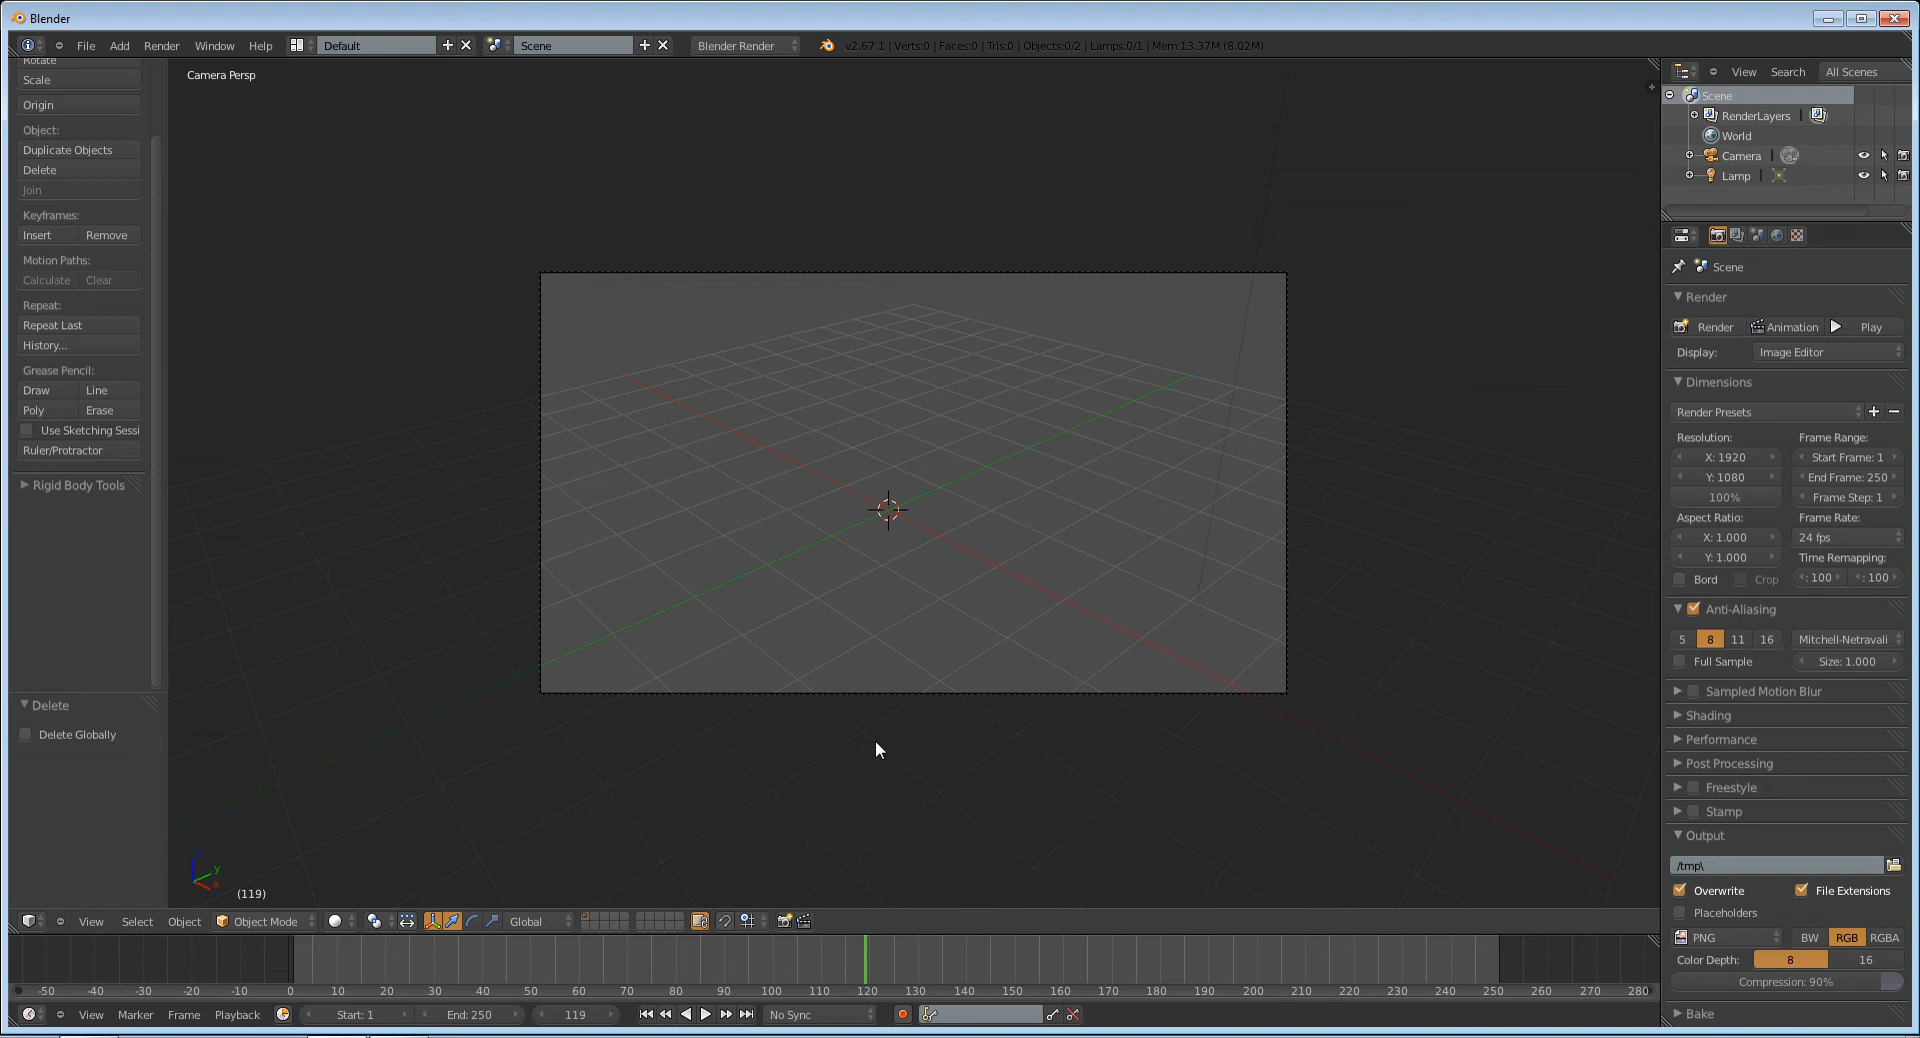 Blender
File Add Render Window Help Default Scene Blender Render v2.67.1 | Verts:0 | Faces:0 | Tris:0 | Objects:0/2 | Lamps:0/1 | Mem:13.37M (8.02M)
Rotate
Scale
Origin
Object:
Duplicate Objects
Delete
Join
Keyframes:
Insert Remove
Motion Paths:
Calculate Clear
Repeat:
Repeat Last
History...
Grease Pencil:
Draw Line
Poly Erase
Use Sketching Sessi
Ruler/Protractor
Rigid Body Tools
Delete
Delete Globally
Camera Persp
z
y
x
(119)
View Search All Scenes
Scene
RenderLayers |
World
Camera |
Lamp |
Scene
Render
Render Animation Play
Display: Image Editor
Dimensions
Render Presets
Resolution: Frame Range:
X: 1920 Start Frame: 1
Y: 1080 End Frame: 250
100% Frame Step: 1
Aspect Ratio: Frame Rate:
X: 1.000 24 fps
Y: 1.000 Time Remapping:
Bord Crop : 100 : 100
Anti-Aliasing
5 8 11 16 Mitchell-Netravali
Full Sample Size: 1.000
Sampled Motion Blur
Shading
Performance
Post Processing
Freestyle
Stamp
Output
/tmp\
Overwrite File Extensions
Placeholders
PNG BW RGB RGBA
Color Depth: 8 16
Compression: 90%
Bake
View Select Object Object Mode Global
-50 -40 -30 -20 -10 0 10 20 30 40 50 60 70 80 90 100 110 120 130 140 150 160 170 180 190 200 210 220 230 240 250 260 270 280
View Marker Frame Playback Start: 1 End: 250 119 No Sync